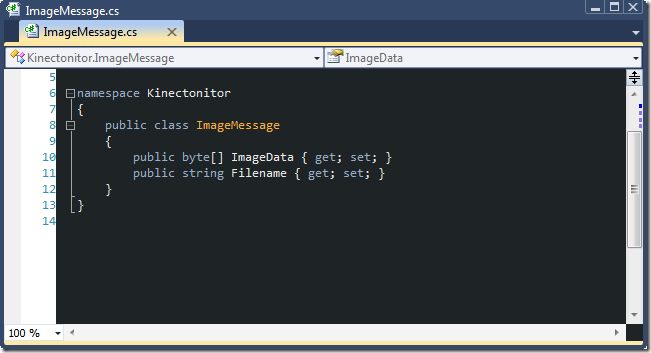 ImageMessage.cs
ImageMessage.cs
Kinectonitor.ImageMessage
ImageData
5
6 namespace Kinectonitor
7 {
8 public class ImageMessage
9 {
10 public byte[] ImageData { get; set; }
11 public string Filename { get; set; }
12 }
13 }
14
100 %